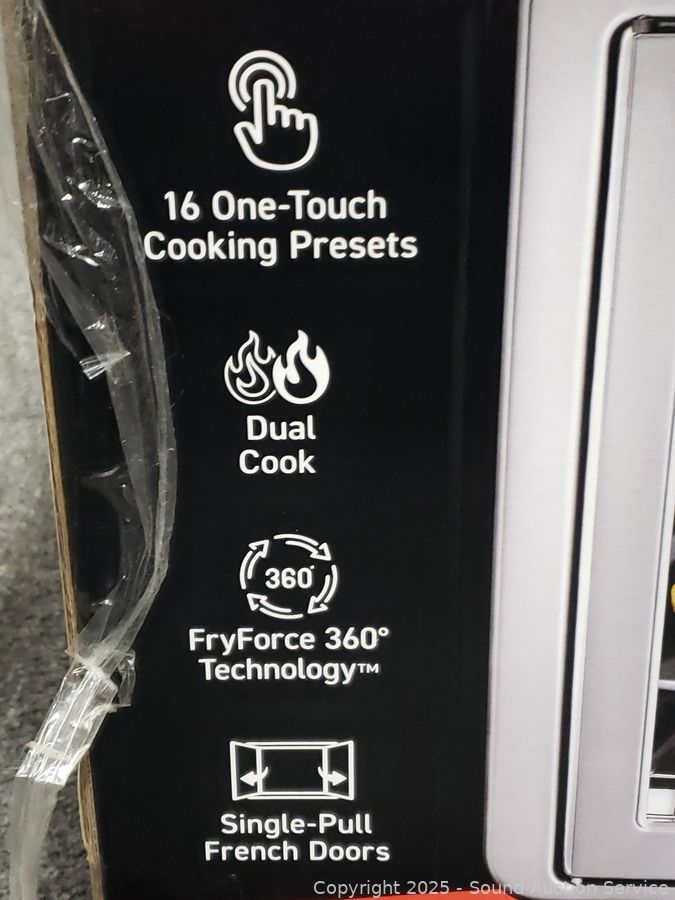 16 One-Touch
Cooking Presets
Dual
Cook
360°
FryForce 360°
Technology™
Single-Pull
French Doors
Copyright 2025 - Sound Auction Service